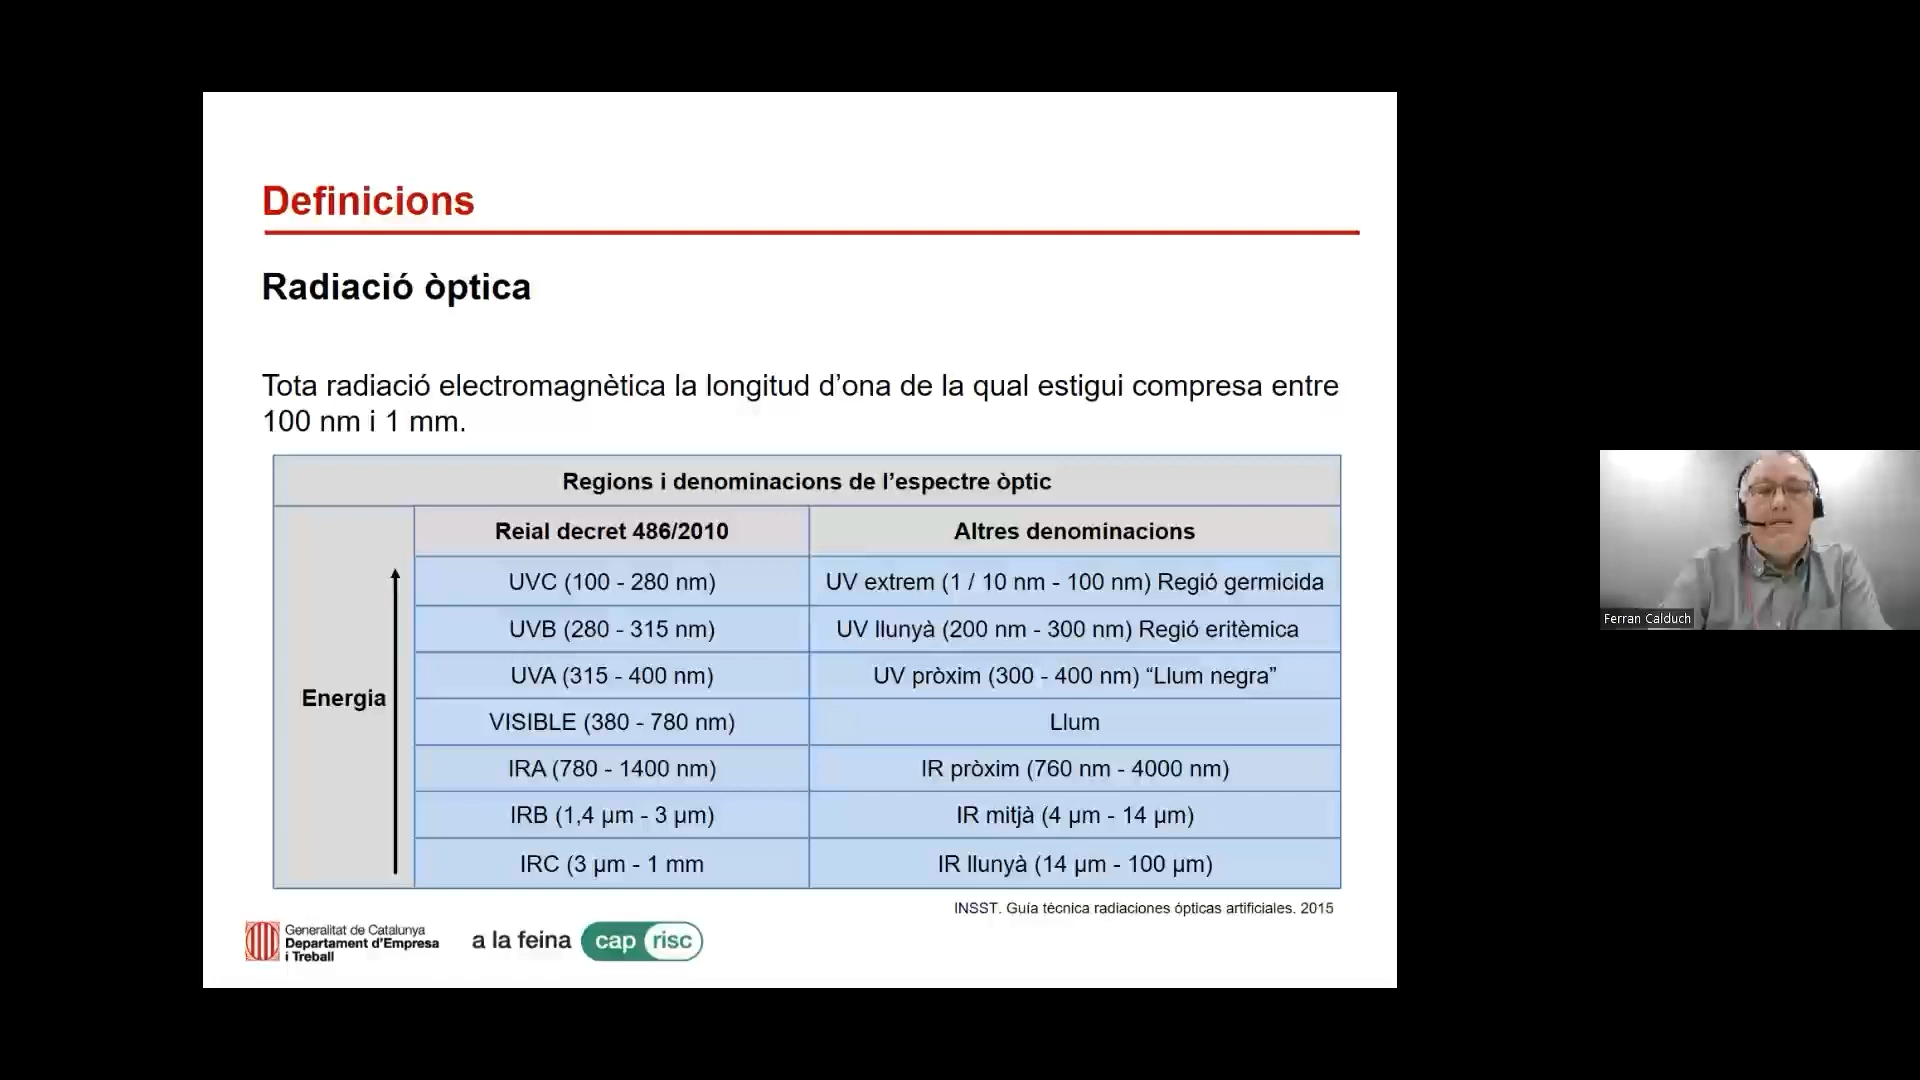 Definicions
Radiació òptica
Tota radiació electromagnètica la longitud d’ona de la qual estigui compresa entre
100 nm i 1 mm.
Regions i denominacions de l’espectre òptic
Reial decret 486/2010
Altres denominacions
Energia
UVC (100 - 280 nm)
UV extrem (1 / 10 nm - 100 nm) Regió germicida
UVB (280 - 315 nm)
UV llunyà (200 nm - 300 nm) Regió eritèmica
UVA (315 - 400 nm)
UV pròxim (300 - 400 nm) “Llum negra”
VISIBLE (380 - 780 nm)
Llum
IRA (780 - 1400 nm)
IR pròxim (760 nm - 4000 nm)
IRB (1,4 µm - 3 µm)
IR mitjà (4 µm - 14 µm)
IRC (3 µm - 1 mm
IR llunyà (14 µm - 100 µm)
INSST. Guía técnica radiaciones ópticas artificiales. 2015
Generalitat de Catalunya
Departament d’Empresa
i Treball
a la feina cap risc
Ferran Calduch